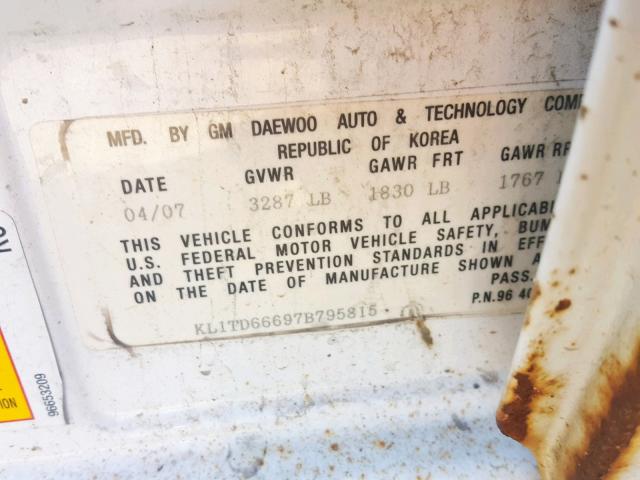 MFD. BY GM DAEWOO AUTO & TECHNOLOGY
REPUBLIC OF KOREA
DATE GVWR GAWR FRT GAWR
04/07 3287 LB 1830 LB 1767
THIS VEHICLE CONFORMS TO ALL
U.S. FEDERAL MOTOR VEHICLE SAFETY,
AND THEFT PREVENTION STANDARDS IN
ON THE DATE OF MANUFACTURE SHOWN
PASS.
P.N.96
KL1TD66697B795815
96653209